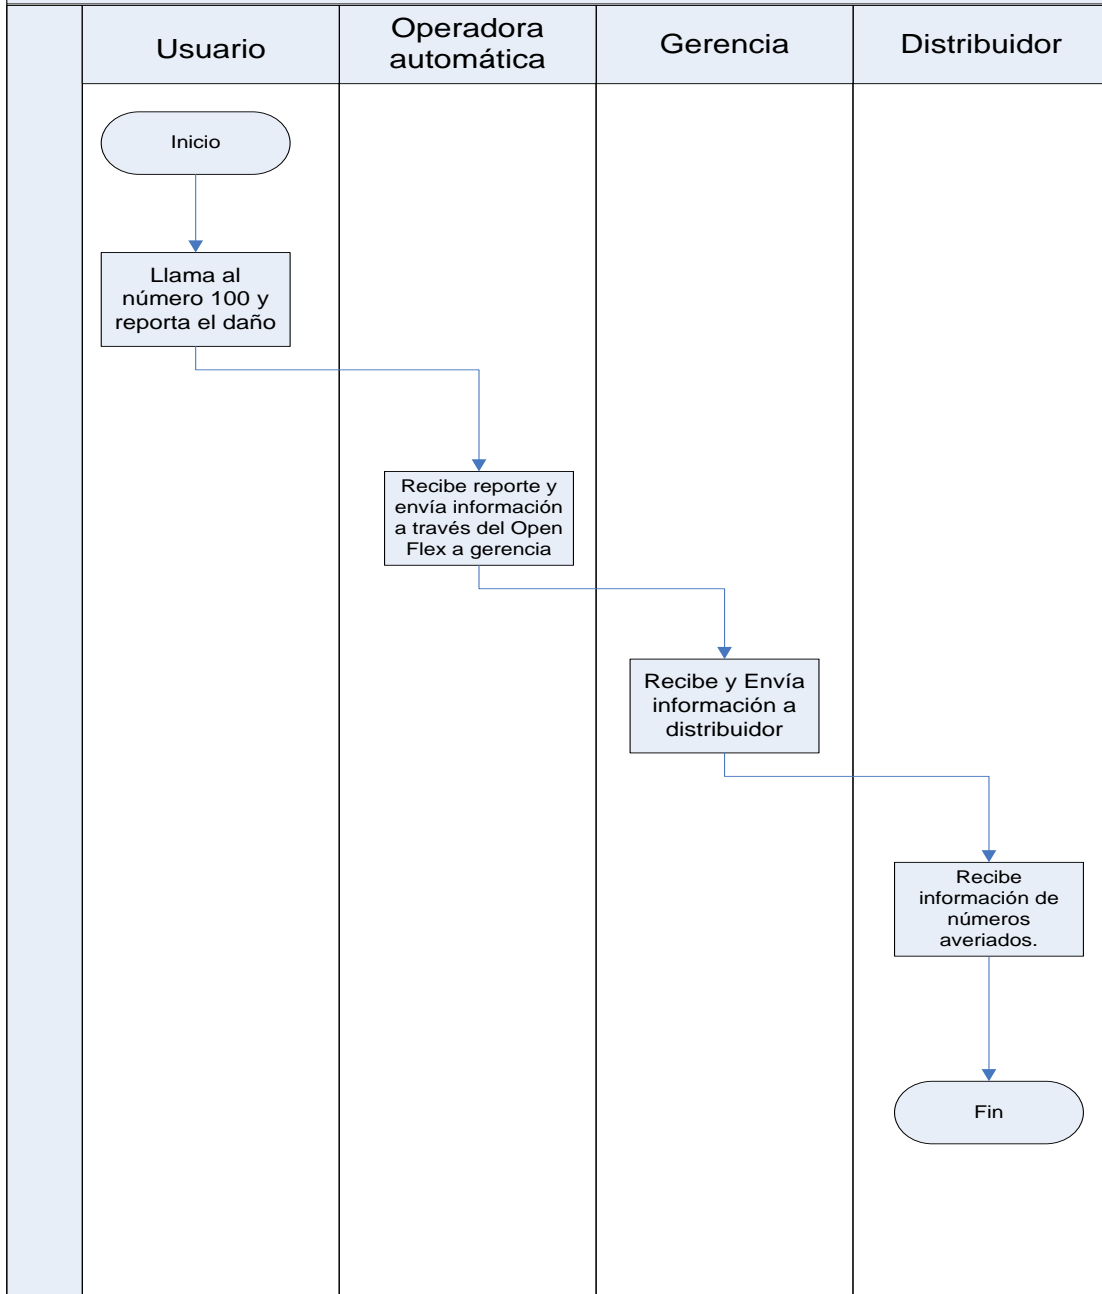 Usuario
Operadora
automática
Gerencia
Distribuidor
Inicio
Llama al
número 100 y
reporta el daño
Recibe reporte y
envía información
a través del Open
Flex a gerencia
Recibe y Envía
información a
distribuidor
Recibe
información de
números
averiados.
Fin